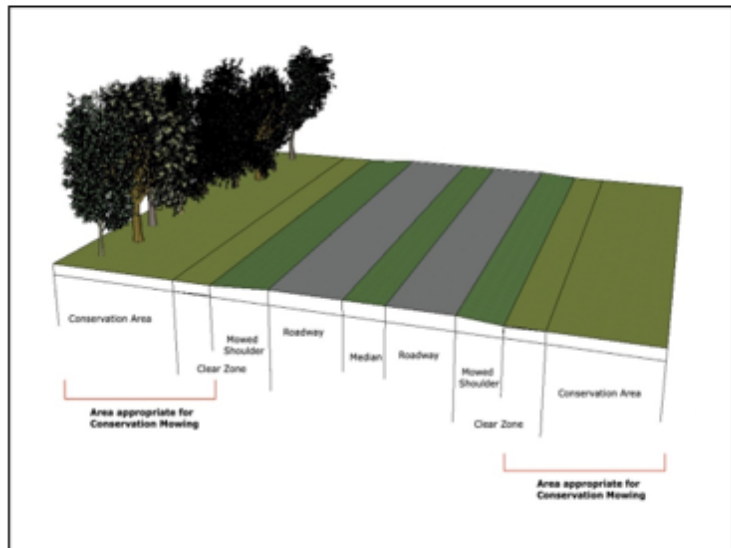 Conservation Area
Mowed
Shoulder
Clear Zone
Roadway
Median
Roadway
Mowed
Shoulder
Clear Zone
Conservation Area
Area appropriate for
Conservation Mowing
Area appropriate for
Conservation Mowing